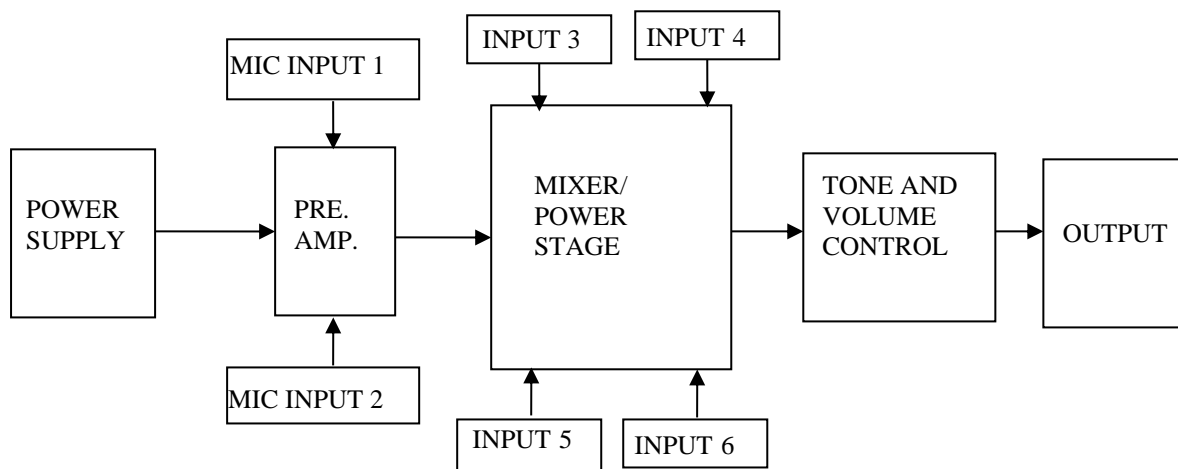 INPUT 3
INPUT 4
MIC INPUT 1
POWER
SUPPLY
PRE.
AMP.
MIXER/
POWER
STAGE
TONE AND
VOLUME
CONTROL
OUTPUT
MIC INPUT 2
INPUT 5
INPUT 6